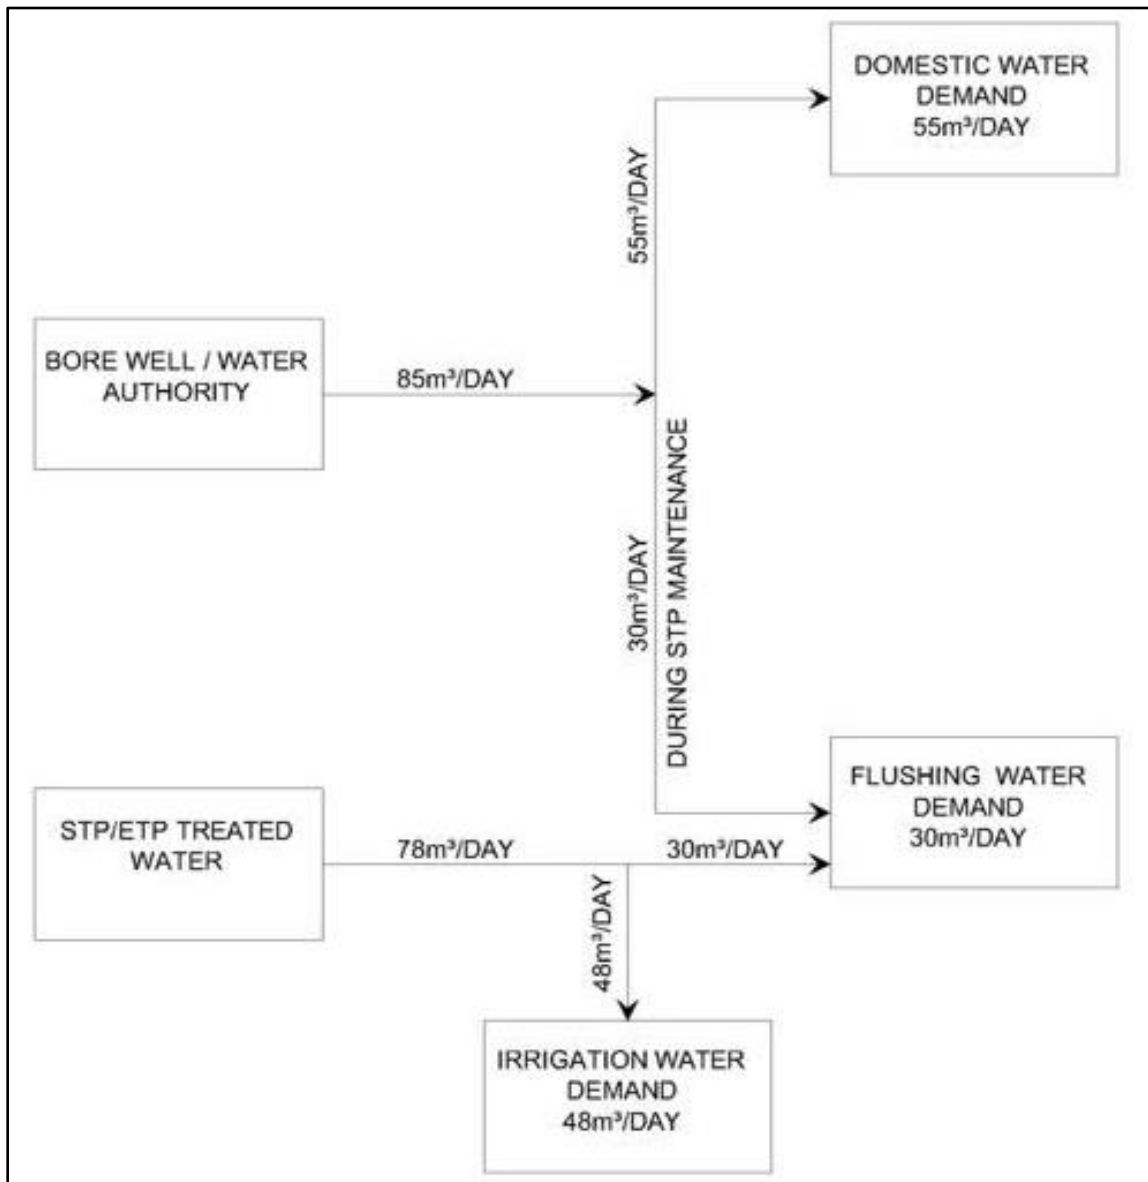 DOMESTIC WATER
DEMAND
55m³/DAY
55m³/DAY
BORE WELL / WATER
AUTHORITY
85m³/DAY
30m³/DAY
DURING STP MAINTENANCE
FLUSHING WATER
DEMAND
30m³/DAY
STP/ETP TREATED
WATER
78m³/DAY
30m³/DAY
48m³/DAY
IRRIGATION WATER
DEMAND
48m³/DAY